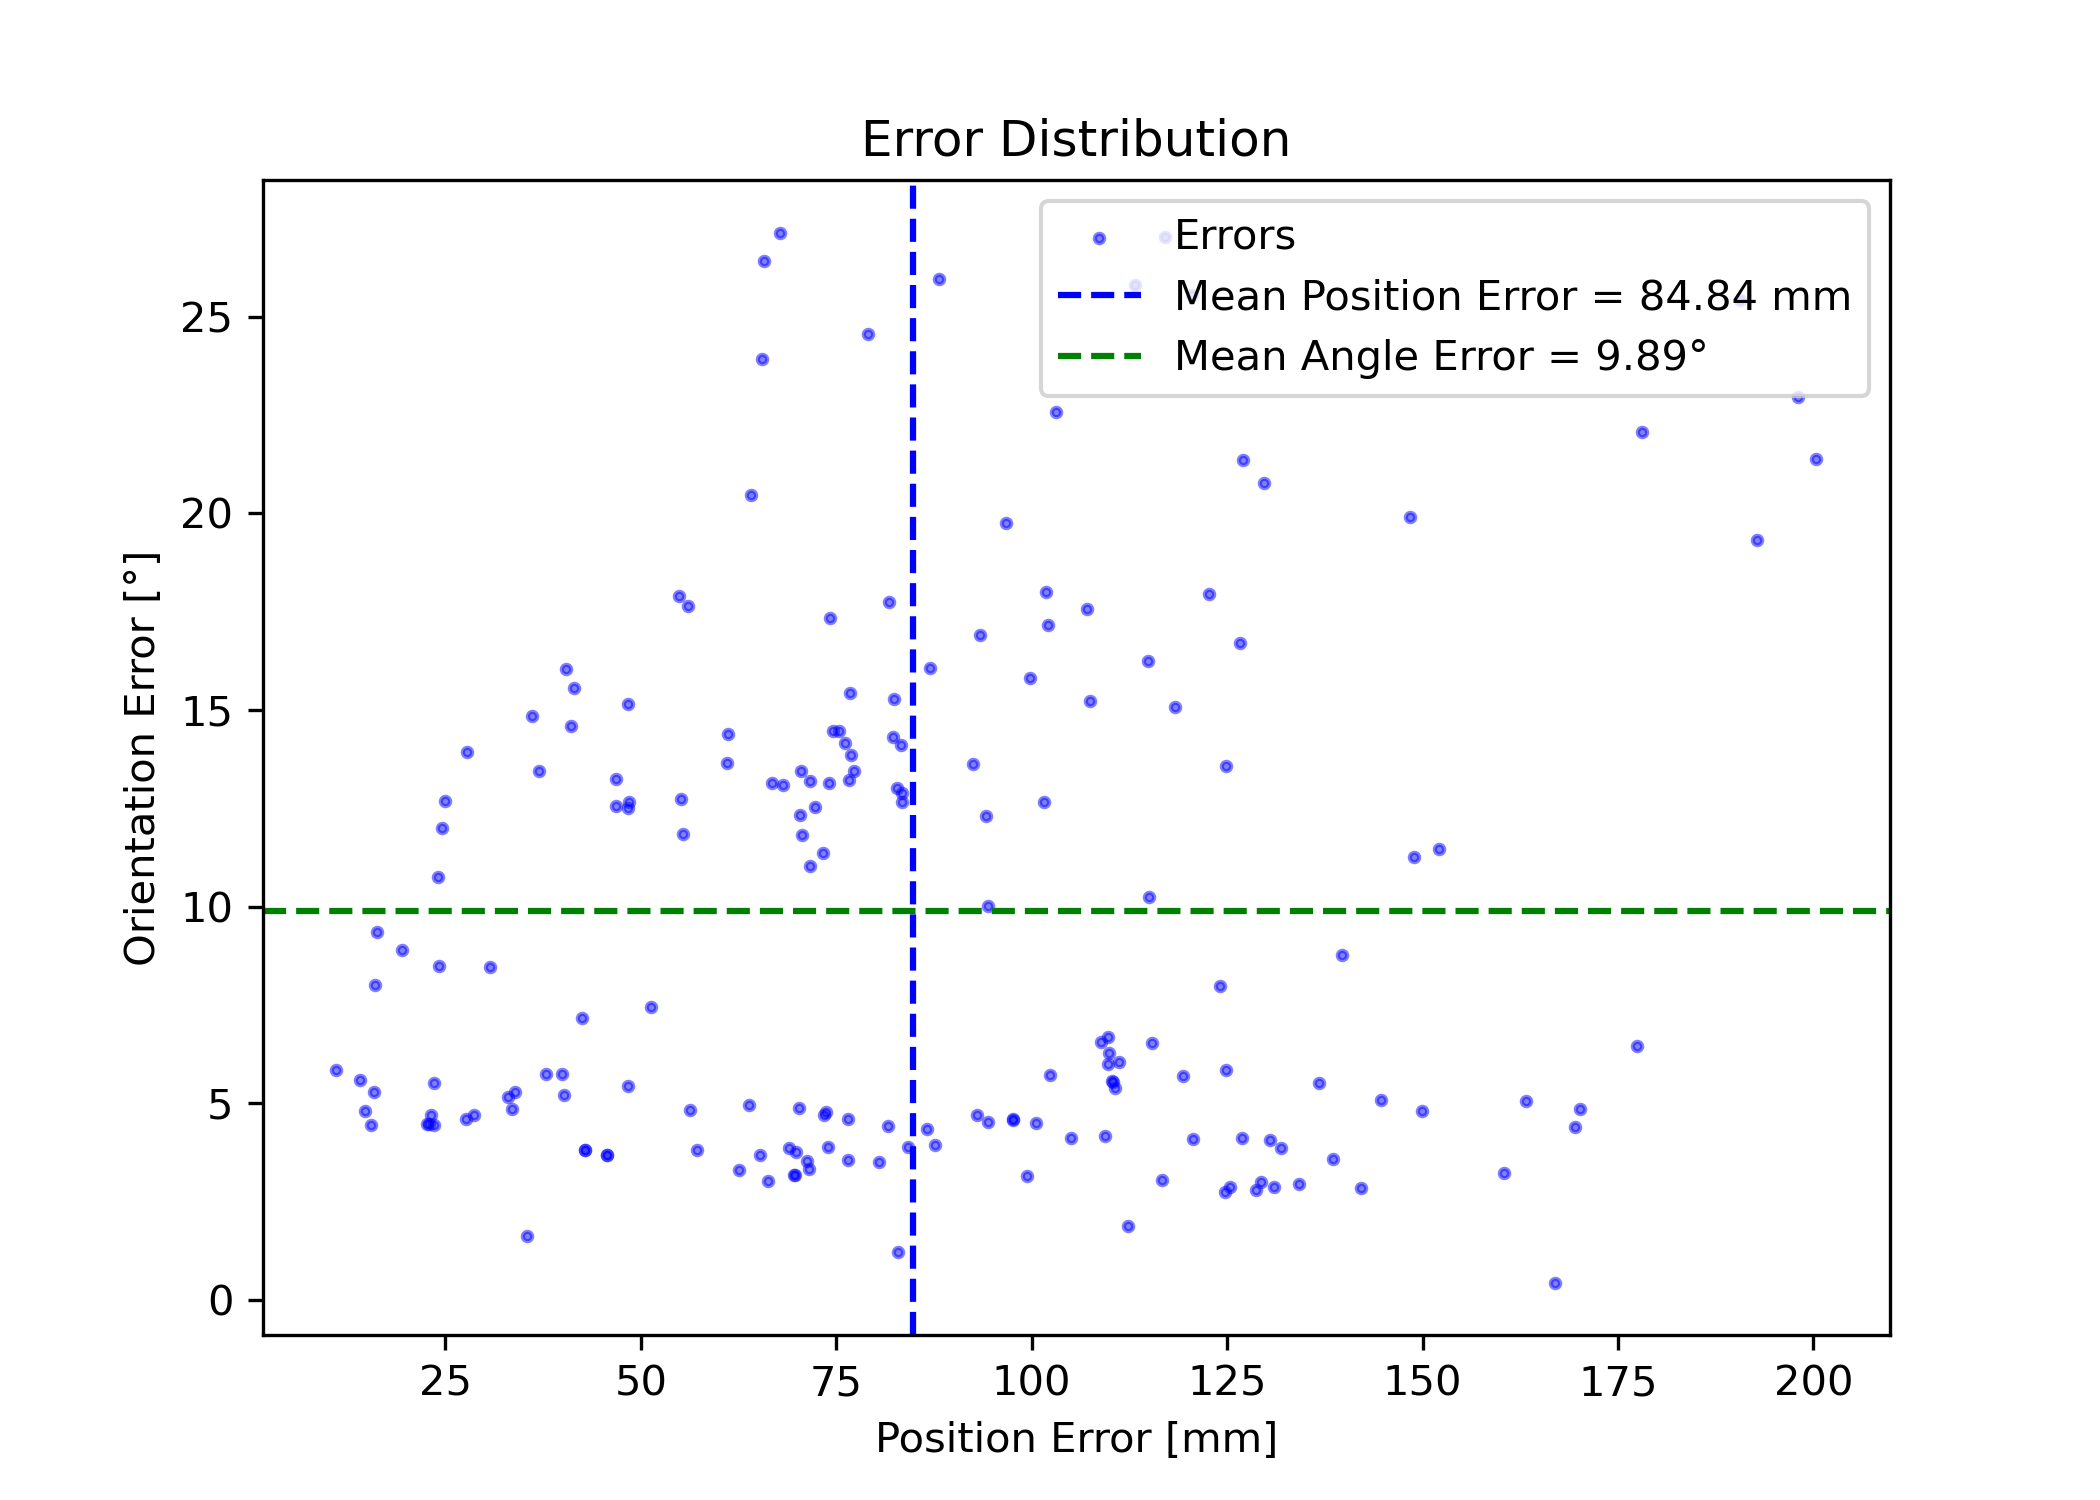 Error Distribution
Errors
Mean Position Error = 84.84 mm
Mean Angle Error = 9.89°
Orientation Error [°]
25
20
15
10
5
0
25 50 75 100 125 150 175 200
Position Error [mm]